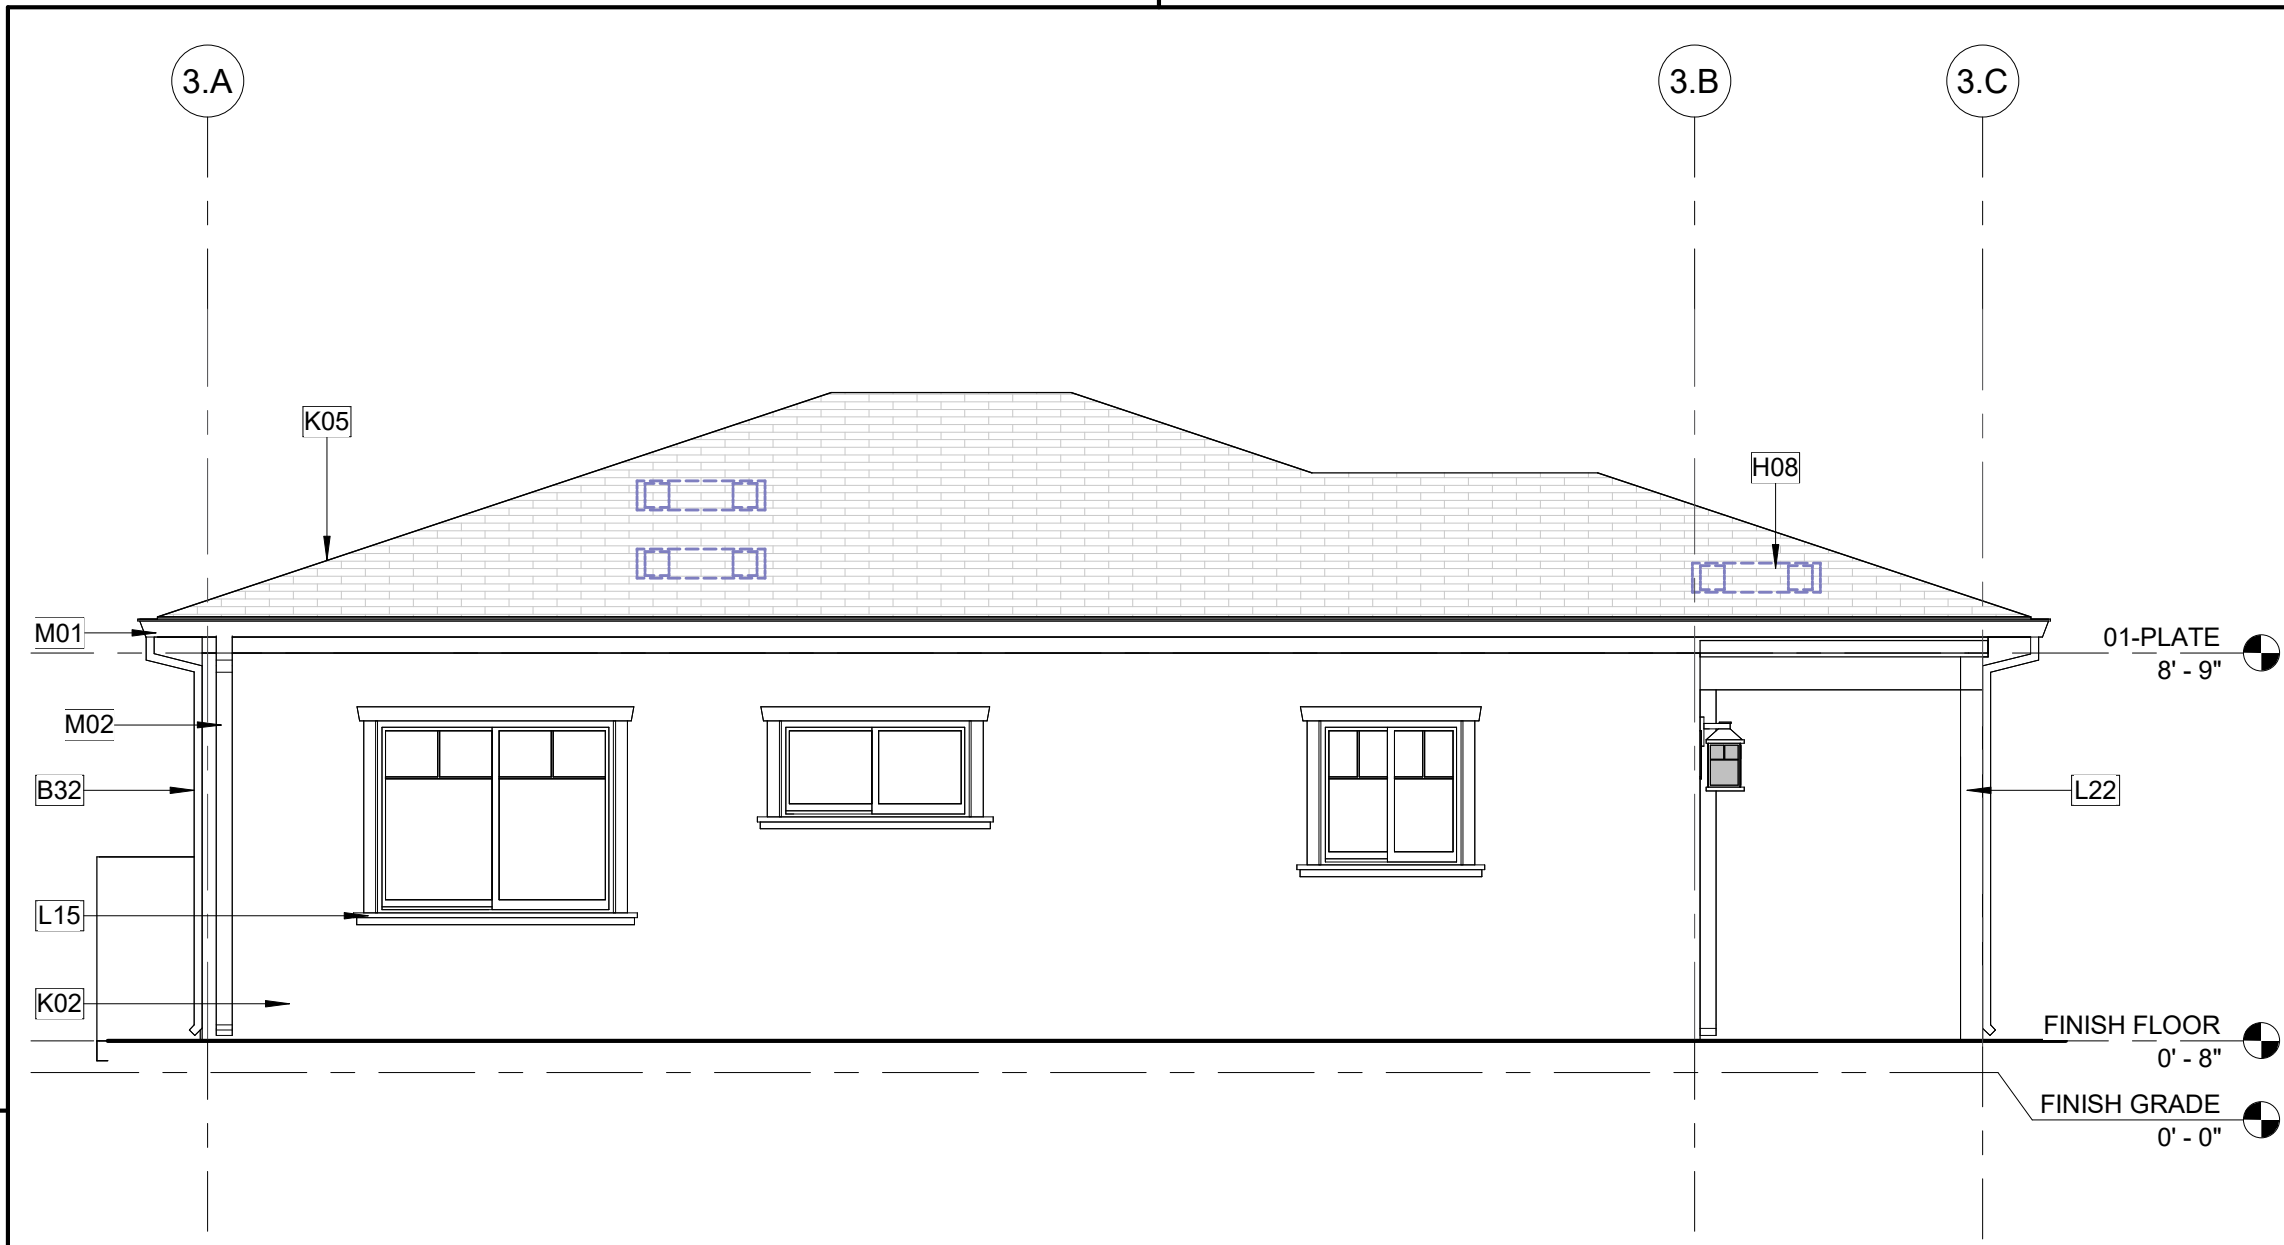 3.A
3.B
3.C
K05
H08
M01
01-PLATE
8' - 9"
M02
B32
L22
L15
K02
FINISH FLOOR
0' - 8"
FINISH GRADE
0' - 0"